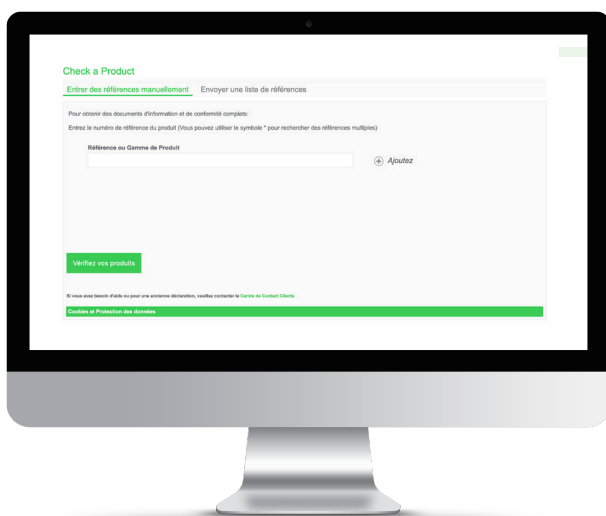 Check a Product
Entrer des références manuellement Envoyer une liste de références
Pour obtenir des documents d'information et de conformité complets:
Entrez le numéro de référence du produit (Vous pouvez utiliser le symbole * pour rechercher des références multiples)
Référence ou Gamme de Produit
Ajoutez
Vérifiez vos produits
Si vous avez besoin d'aide ou pour une ancienne déclaration, veuillez contacter le Centre de Contact Clients
Cookies et Protection des données